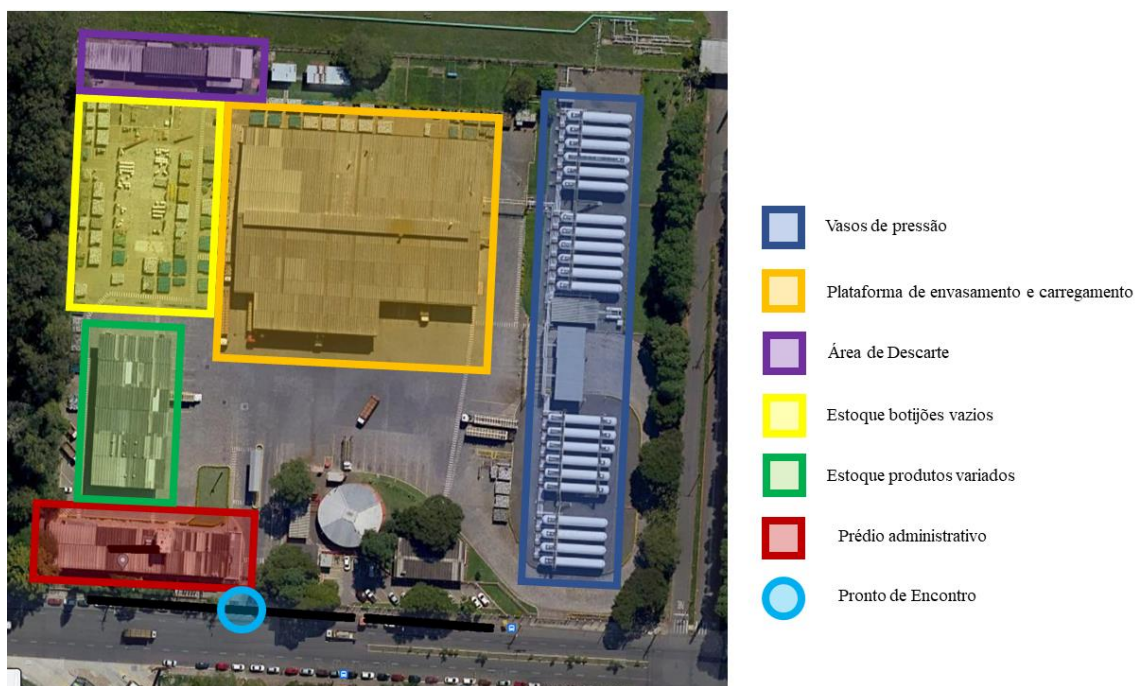 Vasos de pressão
Plataforma de envasamento e carregamento
Área de Descarte
Estoque botijões vazios
Estoque produtos variados
Prédio administrativo
Pronto de Encontro